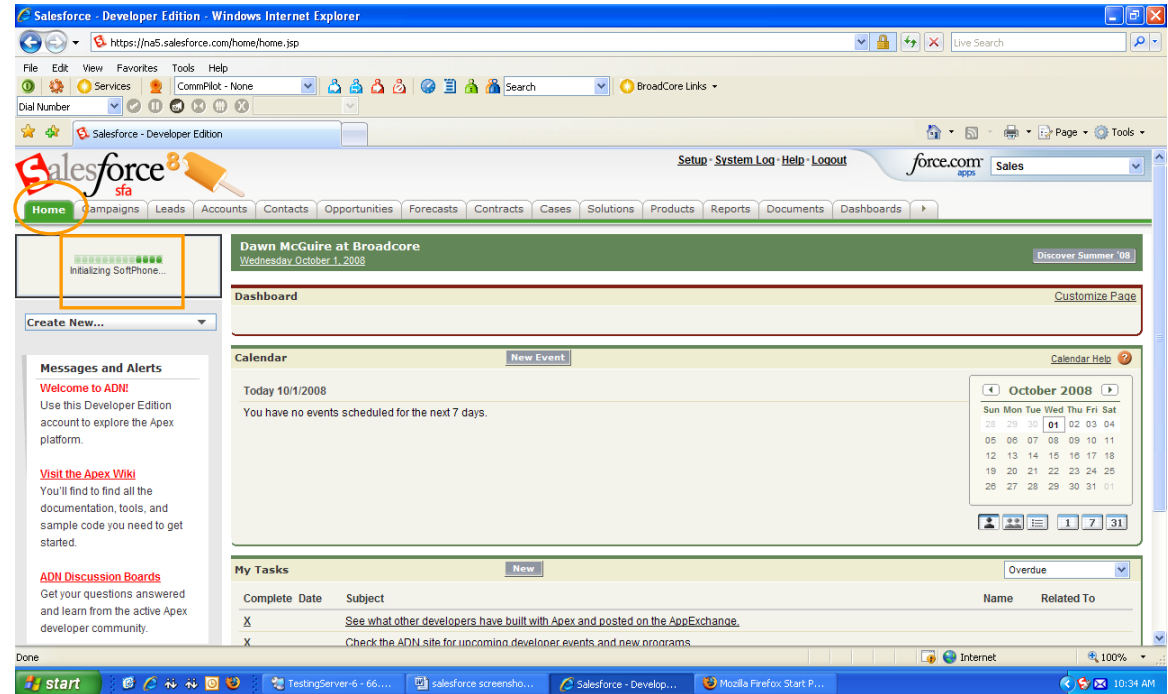 Salesforce - Developer Edition - Windows Internet Explorer
https://na5.salesforce.com/home/home.jsp
Live Search
File Edit View Favorites Tools Help
Services CommPilot - None Search BroadCore Links
Dial Number
Salesforce - Developer Edition
Page Tools
salesforce 8
sfa
Setup · System Log · Help · Logout
force.com
apps
Sales
Home Campaigns Leads Accounts Contacts Opportunities Forecasts Contracts Cases Solutions Products Reports Documents Dashboards
Initializing SoftPhone...
Create New...
Messages and Alerts
Welcome to ADN!
Use this Developer Edition
account to explore the Apex
platform.
Visit the Apex Wiki
You'll find to find all the
documentation, tools, and
sample code you need to get
started.
ADN Discussion Boards
Get your questions answered
and learn from the active Apex
developer community.
Dawn McGuire at Broadcore
Wednesday October 1, 2008
Discover Summer '08
Dashboard
Customize Page
Calendar
New Event
Calendar Help
Today 10/1/2008
You have no events scheduled for the next 7 days.
October 2008
Sun Mon Tue Wed Thu Fri Sat
28 29 30 01 02 03 04
05 06 07 08 09 10 11
12 13 14 15 16 17 18
19 20 21 22 23 24 25
26 27 28 29 30 31 01
1 7 31
My Tasks
New
Overdue
Complete Date Subject Name Related To
X See what other developers have built with Apex and posted on the AppExchange.
X Check the ADN site for upcoming developer events and new programs
Done
Internet
100%
start
TestingServer-6 - 66....
salesforce screensho...
Salesforce - Develop...
Mozilla Firefox Start P...
10:34 AM